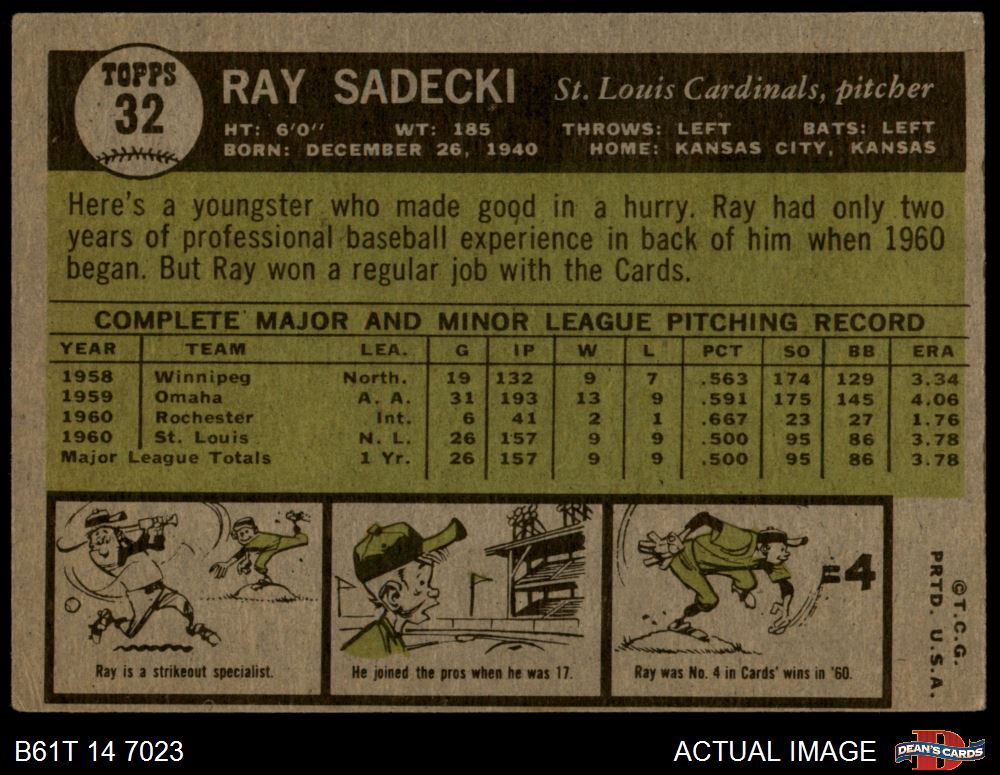 TOPPS
32
RAY SADECKI St. Louis Cardinals, pitcher
HT: 6'0" WT: 185 THROWS: LEFT BATS: LEFT
BORN: DECEMBER 26, 1940 HOME: KANSAS CITY, KANSAS
Here's a youngster who made good in a hurry. Ray had only two
years of professional baseball experience in back of him when 1960
began. But Ray won a regular job with the Cards.
COMPLETE MAJOR AND MINOR LEAGUE PITCHING RECORD
YEAR TEAM LEA. G IP W L PCT SO BB ERA
1958 Winnipeg North. 19 132 9 7 .563 174 129 3.34
1959 Omaha A. A. 31 193 13 9 .591 175 145 4.06
1960 Rochester Int. 6 41 2 1 .667 23 27 1.76
1960 St. Louis N. L. 26 157 9 9 .500 95 86 3.78
Major League Totals 1 Yr. 26 157 9 9 .500 95 86 3.78
=4
Ray is a strikeout specialist.
He joined the pros when he was 17.
Ray was No. 4 in Cards' wins in '60.
©T.C.G.
PRTD. U.S.A.
B61T 14 7023 ACTUAL IMAGE
DEAN'S CARDS